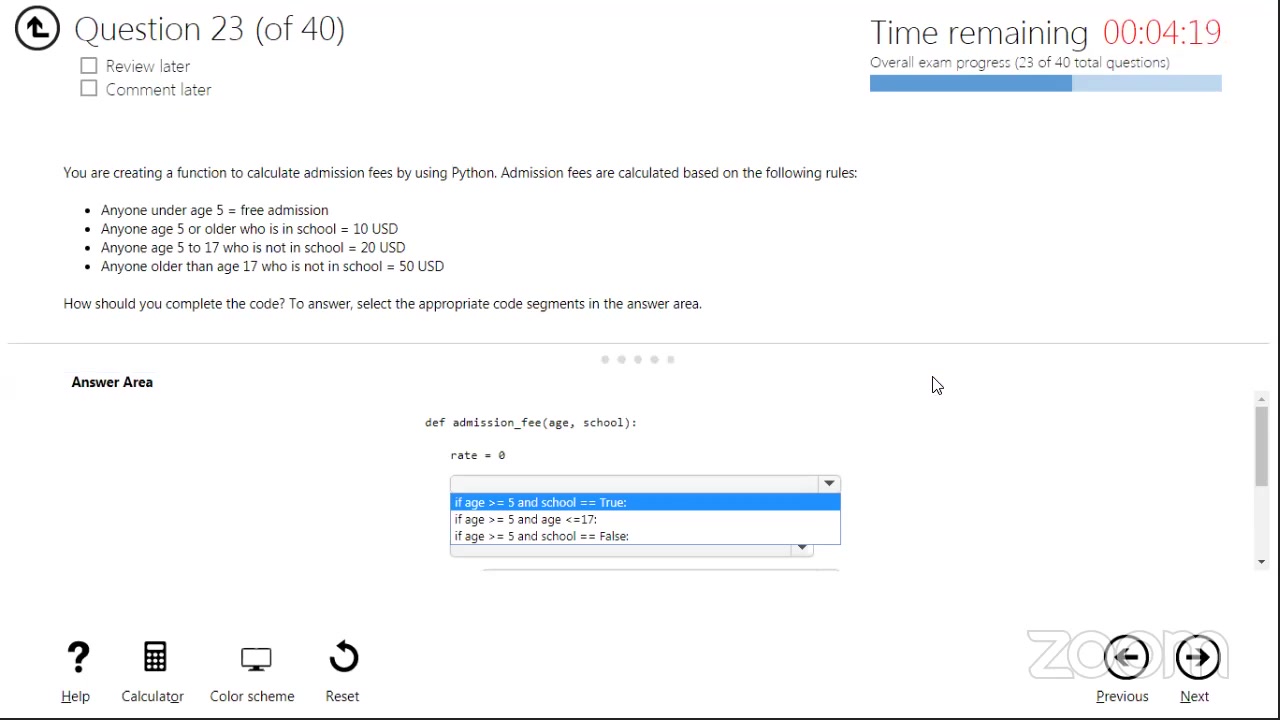 Question 23 (of 40)
Review later
Comment later
Time remaining 00:04:19
Overall exam progress (23 of 40 total questions)
You are creating a function to calculate admission fees by using Python. Admission fees are calculated based on the following rules:
• Anyone under age 5 = free admission
• Anyone age 5 or older who is in school = 10 USD
• Anyone age 5 to 17 who is not in school = 20 USD
• Anyone older than age 17 who is not in school = 50 USD
How should you complete the code? To answer, select the appropriate code segments in the answer area.
Answer Area
def admission_fee(age, school):
rate = 0
if age >= 5 and school == True:
if age >= 5 and age <=17:
if age >= 5 and school == False:
zoom
Help
Calculator
Color scheme
Reset
Previous
Next